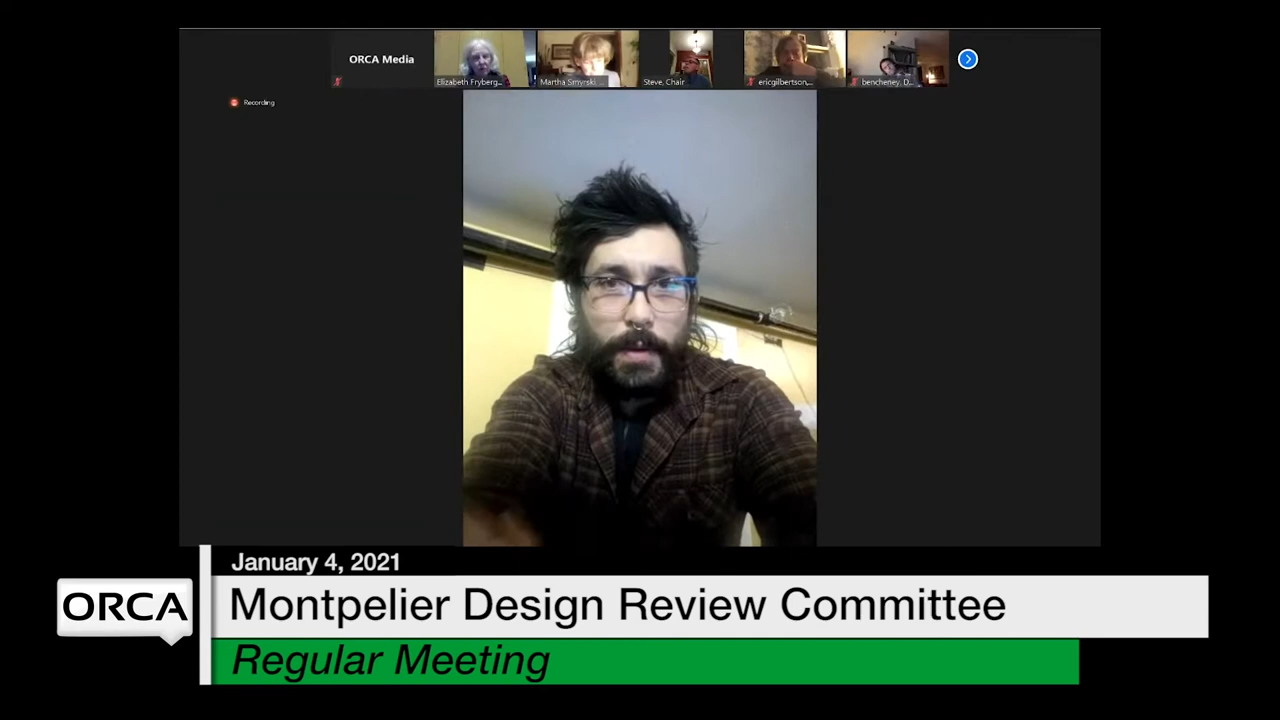 ORCA Media
Elizabeth Fryberg...
Martha Smyrski...
Steve, Chair
ericgilbertson,...
bencheney, D...
Recording
January 4, 2021
ORCA
Montpelier Design Review Committee
Regular Meeting